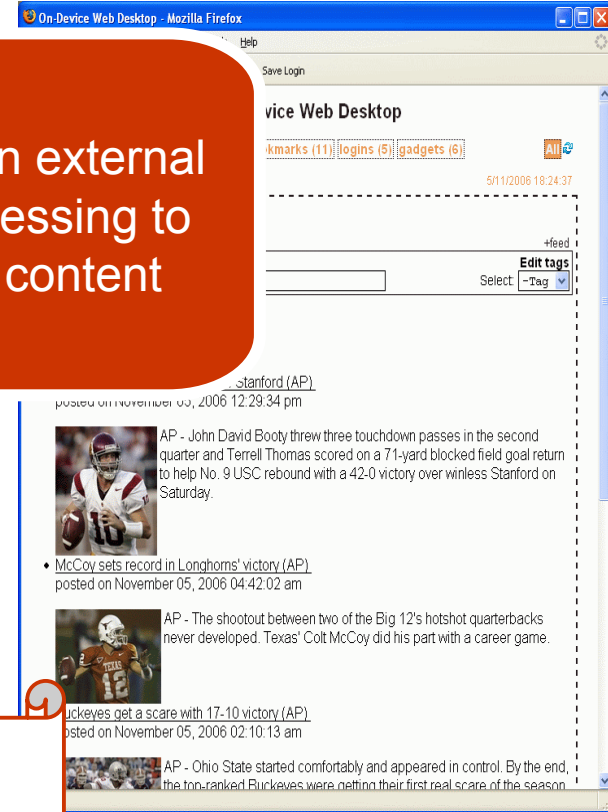 On-Device Web Desktop - Mozilla Firefox
Help
Save Login
n external
essing to
content
vice Web Desktop
kmarks (11) logins (5) gadgets (6) All
5/11/2006 18:24:37
+feed
Edit tags
Select: -Tag
Stanford (AP)
posted on November 05, 2006 12:29:34 pm
AP - John David Booty threw three touchdown passes in the second
quarter and Terrell Thomas scored on a 71-yard blocked field goal return
to help No. 9 USC rebound with a 42-0 victory over winless Stanford on
Saturday.
McCoy sets record in Longhorns' victory (AP)
posted on November 05, 2006 04:42:02 am
AP - The shootout between two of the Big 12's hotshot quarterbacks
never developed. Texas' Colt McCoy did his part with a career game.
uckeyes get a scare with 17-10 victory (AP)
osted on November 05, 2006 02:10:13 am
AP - Ohio State started comfortably and appeared in control. By the end,
the top-ranked Buckeyes were getting their first real scare of the season